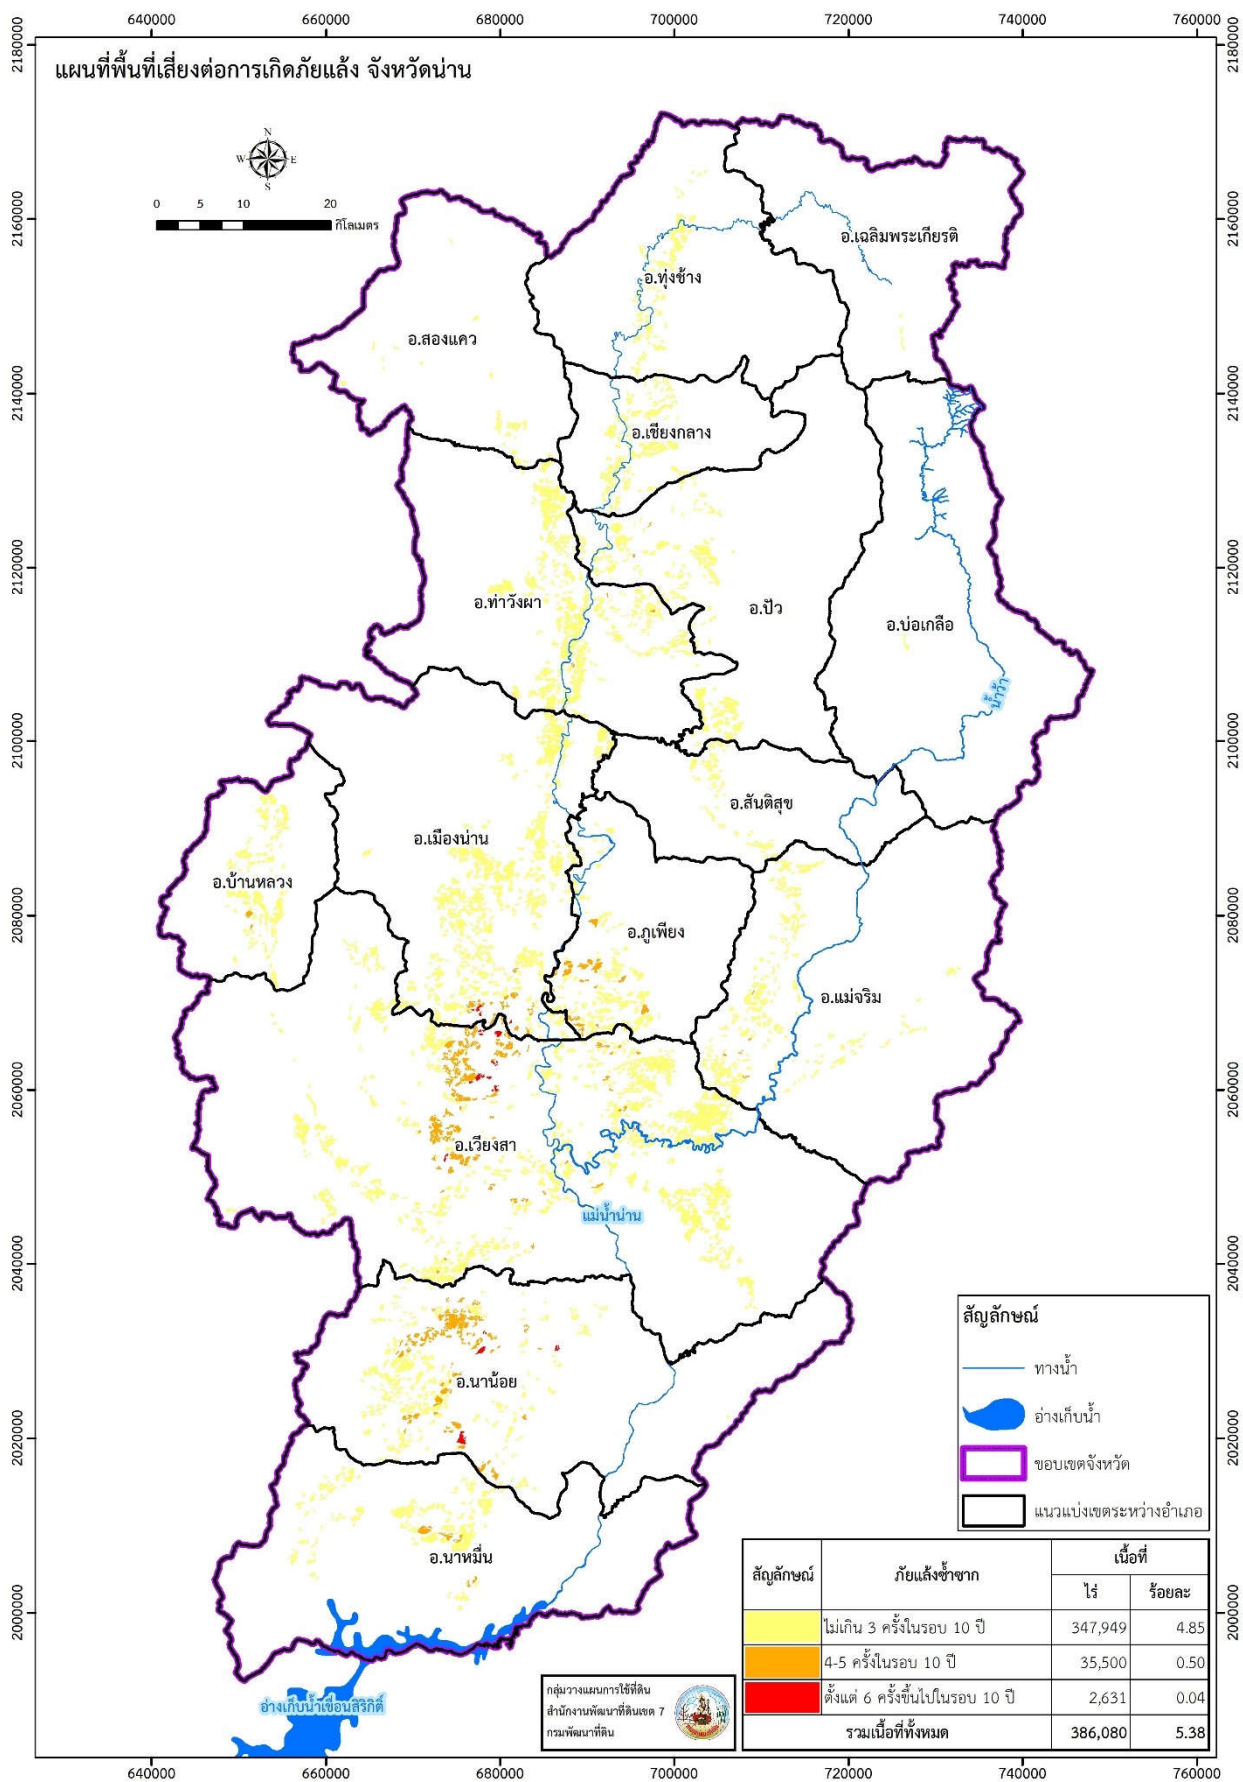 640000 660000 680000 700000 720000 740000 760000
2180000 2180000
แผนที่พื้นที่เสี่ยงต่อการเกิดภัยแล้ง จังหวัดน่าน
N
W E
S
0 5 10 20
กิโลเมตร
2160000 2160000
อ.เฉลิมพระเกียรติ
อ.ทุ่งช้าง
อ.สองแคว
2140000 2140000
อ.เชียงกลาง
2120000 2120000
อ.ท่าวังผา
อ.ปัว
อ.บ่อเกลือ
น้ำว้า
2100000 2100000
อ.สันติสุข
อ.เมืองน่าน
อ.บ้านหลวง
2080000 2080000
อ.ภูเพียง
อ.แม่จริม
2060000 2060000
อ.เวียงสา
แม่น้ำน่าน
2040000 2040000
อ.นาน้อย
2020000 2020000
อ.นาหมื่น
2000000 2000000
อ่างเก็บน้ำเขื่อนสิริกิติ์
สัญลักษณ์
ทางน้ำ
อ่างเก็บน้ำ
ขอบเขตจังหวัด
แนวแบ่งเขตระหว่างอำเภอ
สัญลักษณ์ ภัยแล้งซ้ำซาก เนื้อที่
ไร่ ร้อยละ
ไม่เกิน 3 ครั้งในรอบ 10 ปี 347,949 4.85
4-5 ครั้งในรอบ 10 ปี 35,500 0.50
ตั้งแต่ 6 ครั้งขึ้นไปในรอบ 10 ปี 2,631 0.04
รวมเนื้อที่ทั้งหมด 386,080 5.38
กลุ่มวางแผนการใช้ที่ดิน
สำนักงานพัฒนาที่ดินเขต 7
กรมพัฒนาที่ดิน
640000 660000 680000 700000 720000 740000 760000